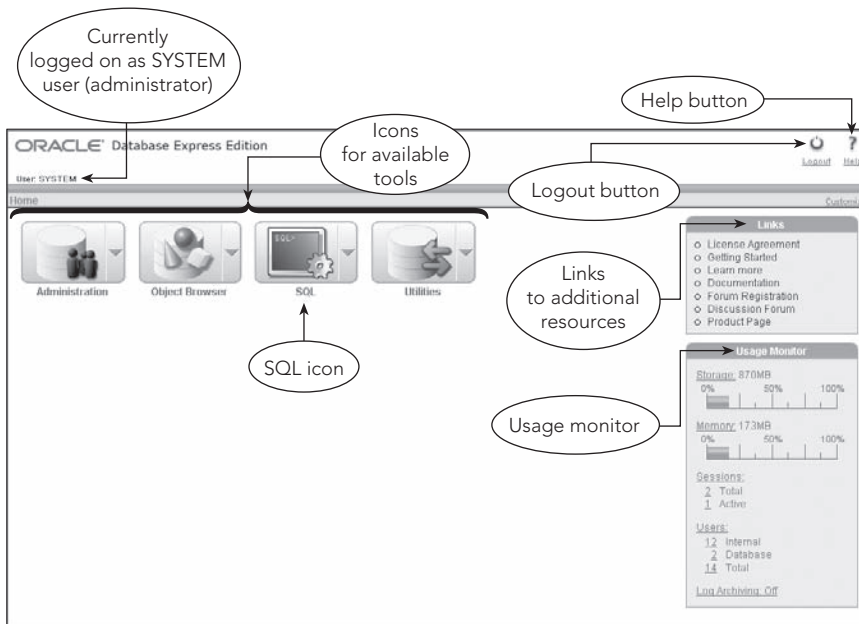 Currently
logged on as SYSTEM
user (administrator)
Help button
ORACLE® Database Express Edition
Icons
for available
tools
Logout button
Logout
Help
User: SYSTEM
Home
Links
License Agreement
Getting Started
Learn more
Documentation
Forum Registration
Discussion Forum
Product Page
Links
to additional
resources
SQL>
Administration
Object Browser
SQL
Utilities
SQL icon
Usage monitor
Usage Monitor
Storage: 870MB
0% 50% 100%
Memory: 173MB
0% 50% 100%
Sessions:
2 Total
1 Active
Users:
12 Internal
2 Database
14 Total
Log Archiving: Off